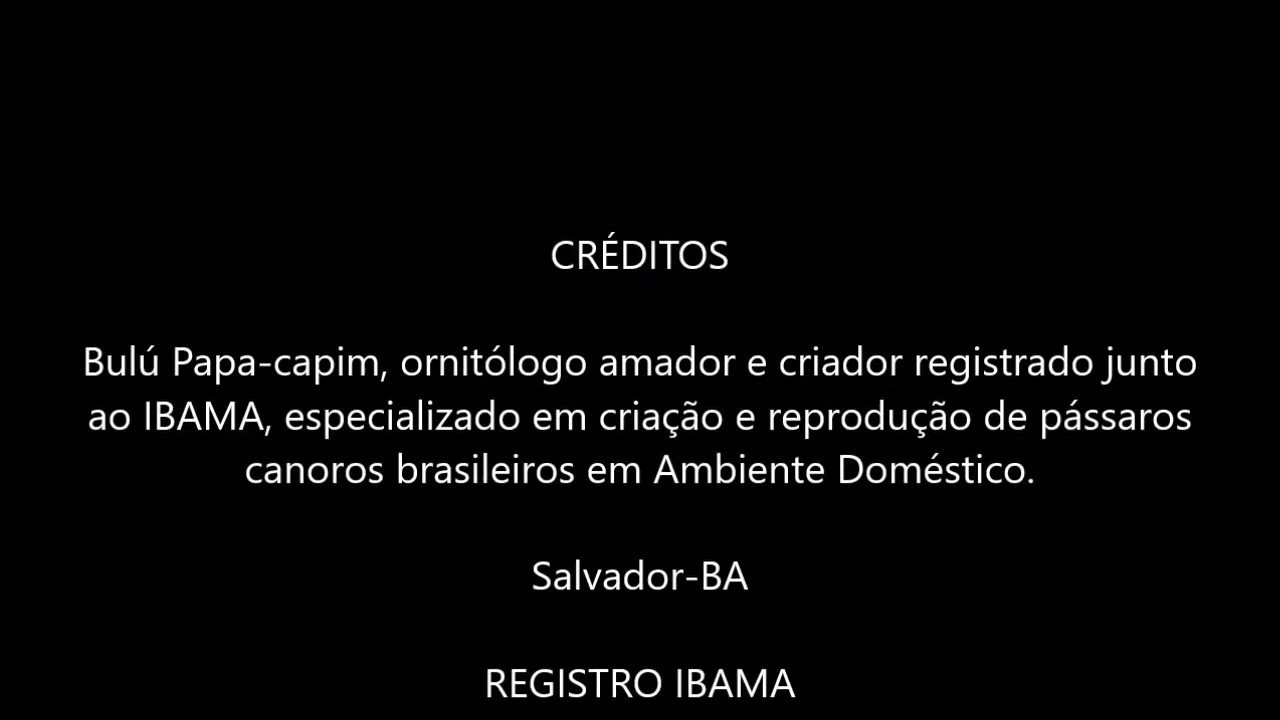 CRÉDITOS
Bulú Papa-capim, ornitólogo amador e criador registrado junto
ao IBAMA, especializado em criação e reprodução de pássaros
canoros brasileiros em Ambiente Doméstico.
Salvador-BA
REGISTRO IBAMA